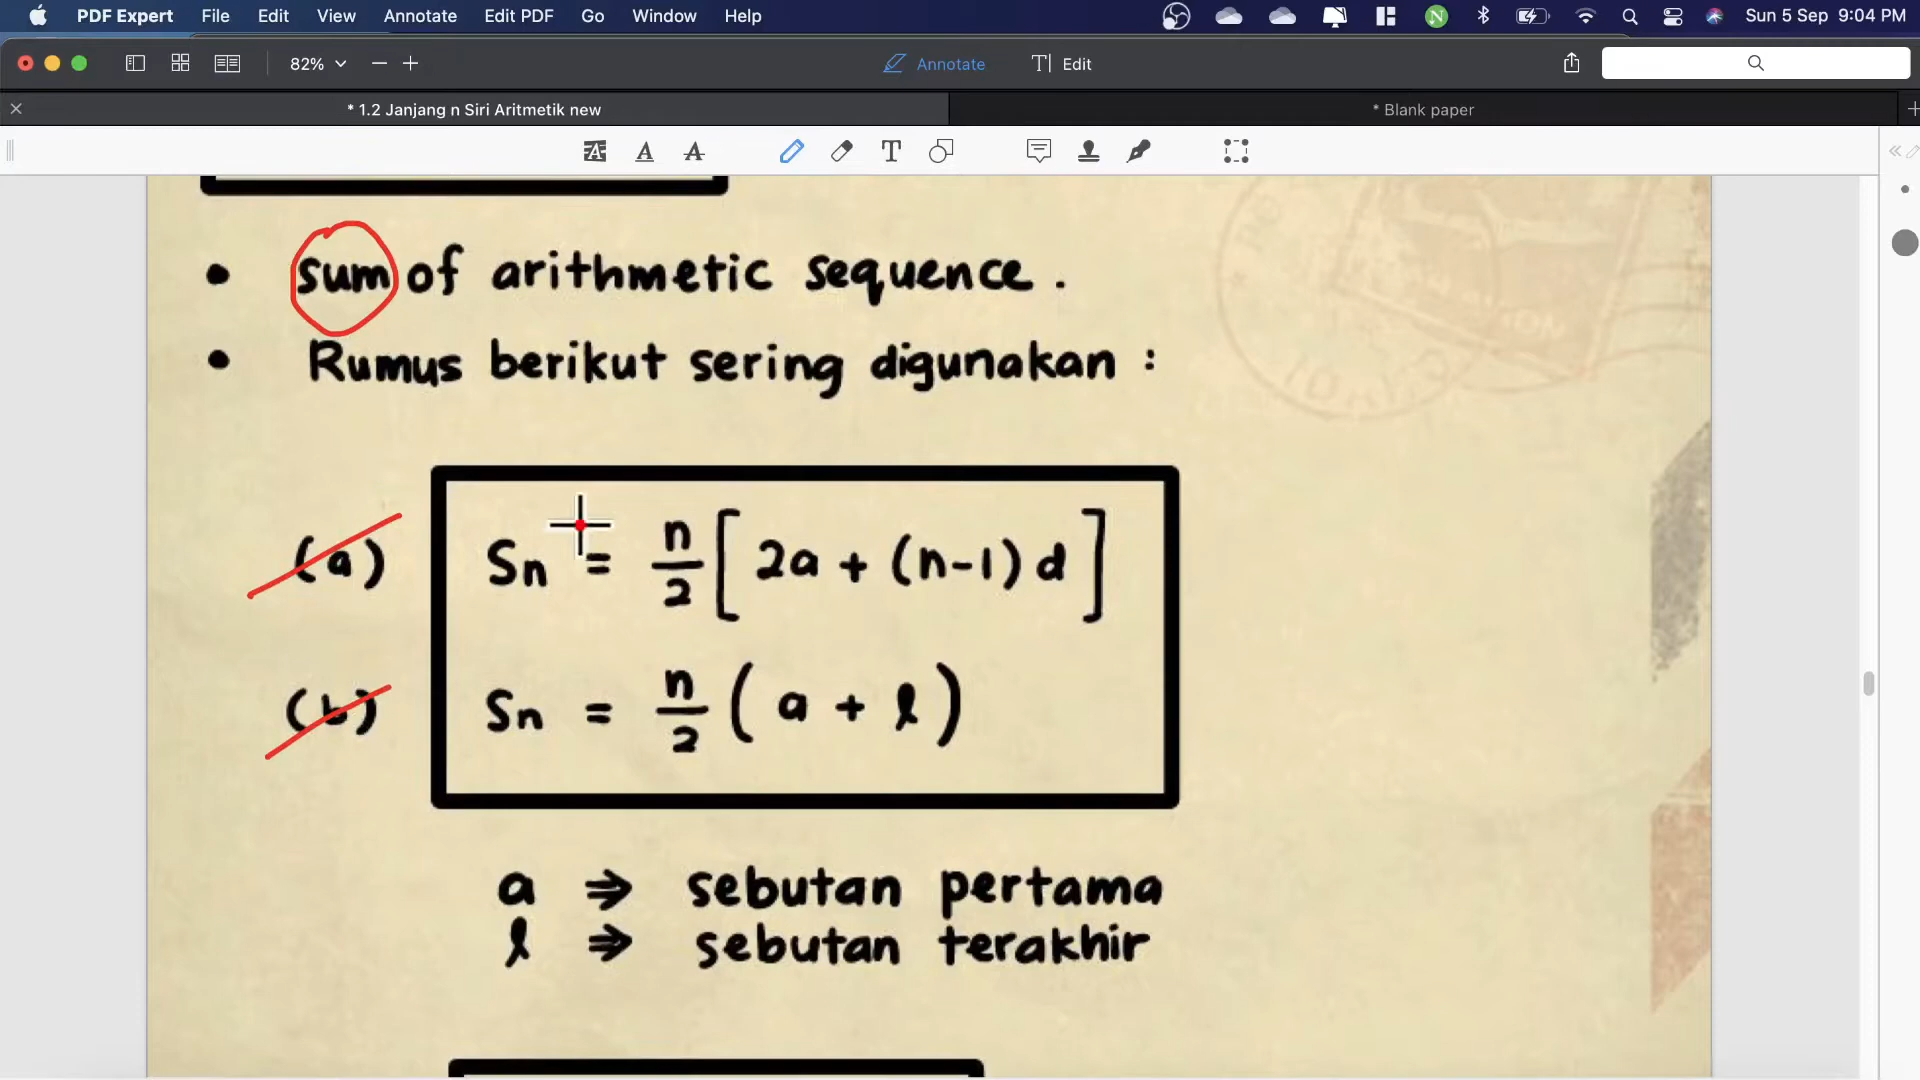 PDF Expert File Edit View Annotate Edit PDF Go Window Help Sun 5 Sep 9:04 PM
82% Annotate Edit
* 1.2 Janjang n Siri Aritmetik new * Blank paper
• sum of arithmetic sequence .
• Rumus berikut sering digunakan :
(a) Sn = n/2 [ 2a + (n-1) d ]
(b) Sn = n/2 ( a + l )
a ⇒ sebutan pertama
l ⇒ sebutan terakhir